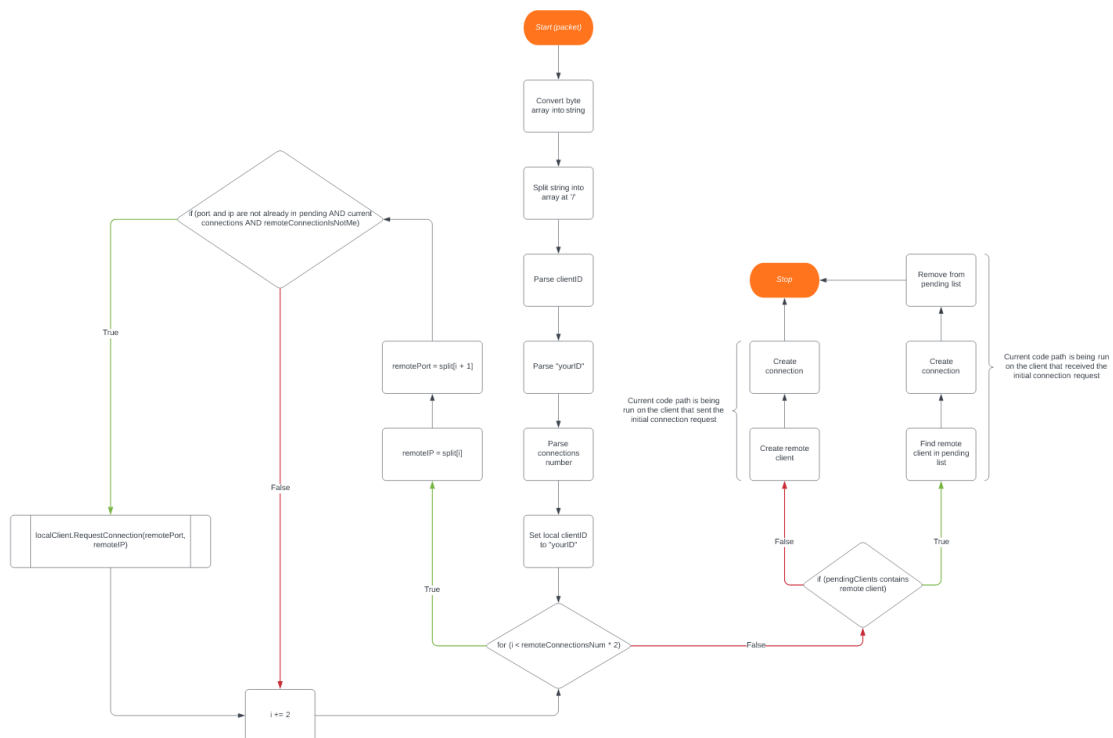 Start (packet)
Convert byte
array into string
Split string into
array at '/'
Parse clientID
Parse "yourID"
Parse
connections
number
Set local clientID
to "yourID"
for (i < remoteConnectionsNum * 2)
True
False
remoteIP = split[i]
remotePort = split[i + 1]
if (port and ip are not already in pending AND current
connections AND remoteConnectionIsNotMe)
True
False
localClient.RequestConnection(remotePort,
remoteIP)
i += 2
if (pendingClients contains
remote client)
False
True
Create remote
client
Create
connection
Current code path is being
run on the client that sent the
initial connection request
Stop
Find remote
client in pending
list
Create
connection
Remove from
pending list
Current code path is being run
on the client that received the
initial connection request